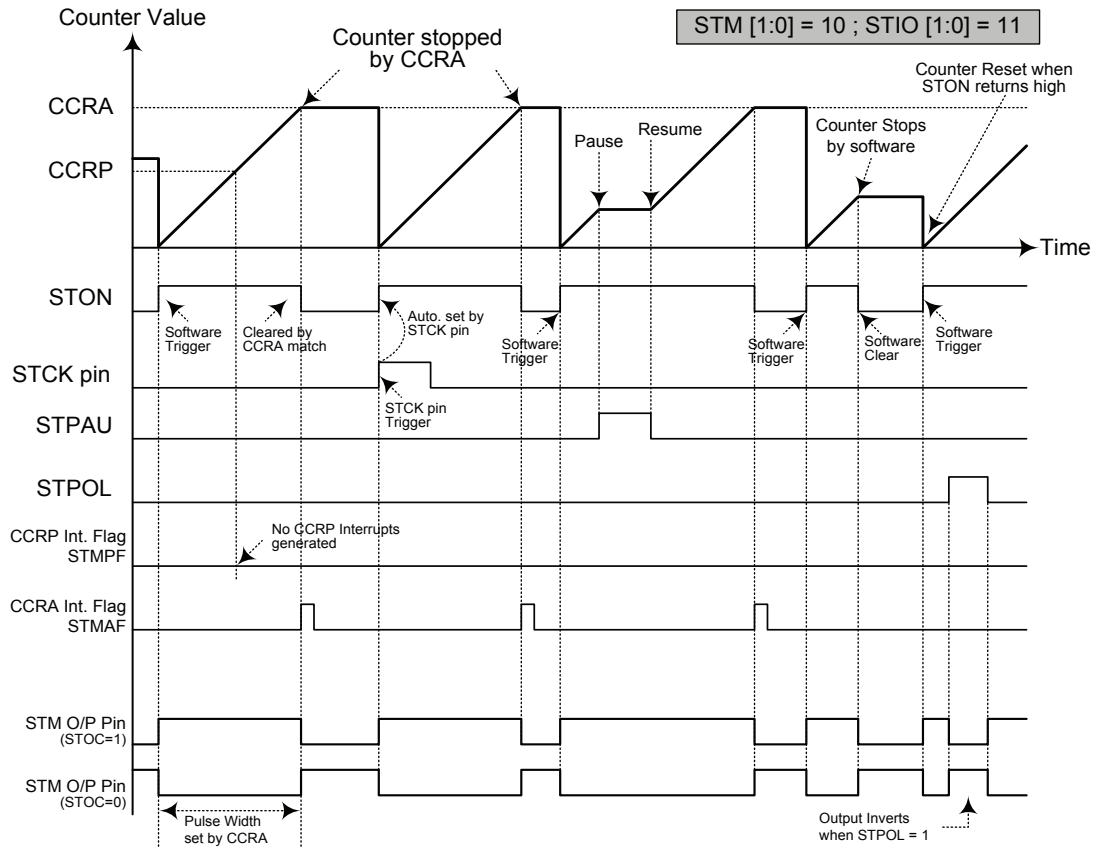 Counter Value
STM [1:0] = 10 ; STIO [1:0] = 11
Counter stopped
by CCRA
Counter Reset when
STON returns high
CCRA
Pause
Resume
Counter Stops
by software
CCRP
Time
STON
Software
Trigger
Cleared by
CCRA match
Auto. set by
STCK pin
Software
Trigger
Software
Trigger
Software
Clear
Software
Trigger
STCK pin
STCK pin
Trigger
STPAU
STPOL
CCRP Int. Flag
STMPF
No CCRP Interrupts
generated
CCRA Int. Flag
STMAF
STM O/P Pin
(STOC=1)
STM O/P Pin
(STOC=0)
Pulse Width
set by CCRA
Output Inverts
when STPOL = 1